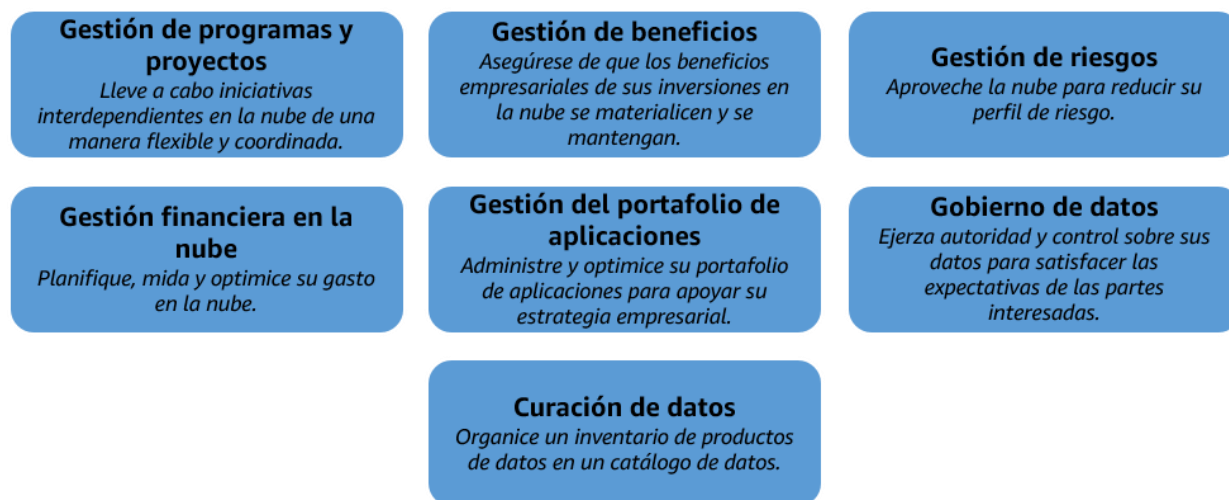 Gestión de programas y
proyectos
Lleve a cabo iniciativas
interdependientes en la nube de una
manera flexible y coordinada.
Gestión de beneficios
Asegúrese de que los beneficios
empresariales de sus inversiones en
la nube se materialicen y se
mantengan.
Gestión de riesgos
Aproveche la nube para reducir su
perfil de riesgo.
Gestión financiera en la
nube
Planifique, mida y optimice su gasto
en la nube.
Gestión del portafolio de
aplicaciones
Administre y optimice su portafolio
de aplicaciones para apoyar su
estrategia empresarial.
Gobierno de datos
Ejerza autoridad y control sobre sus
datos para satisfacer las
expectativas de las partes
interesadas.
Curación de datos
Organice un inventario de productos
de datos en un catálogo de datos.